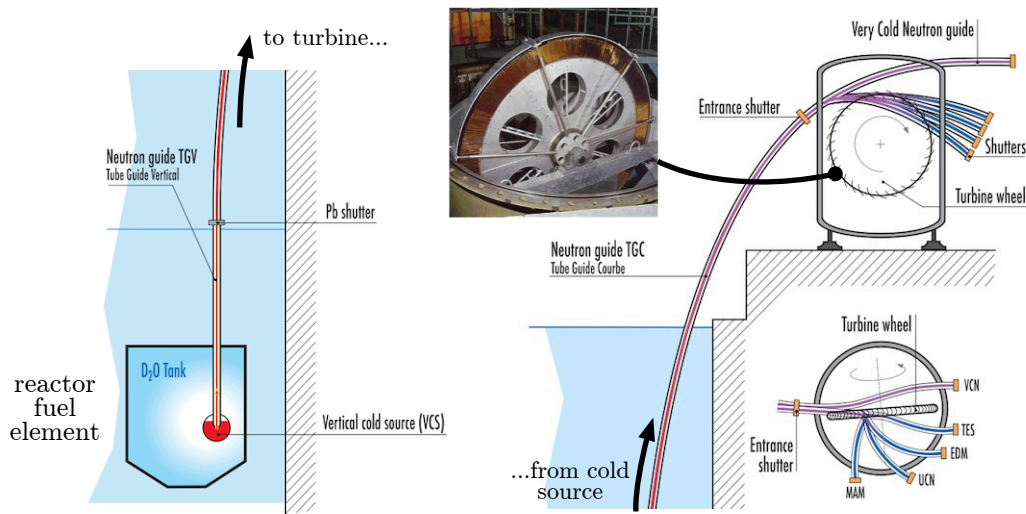 to turbine...
Neutron guide TGV
Tube Guide Vertical
Pb shutter
D₂O Tank
reactor
fuel
element
Vertical cold source (VCS)
Very Cold Neutron guide
Entrance shutter
Shutters
Turbine wheel
Neutron guide TGC
Tube Guide Courbe
...from cold
source
Turbine wheel
VCN
TES
EDM
UCN
MAM
Entrance
shutter